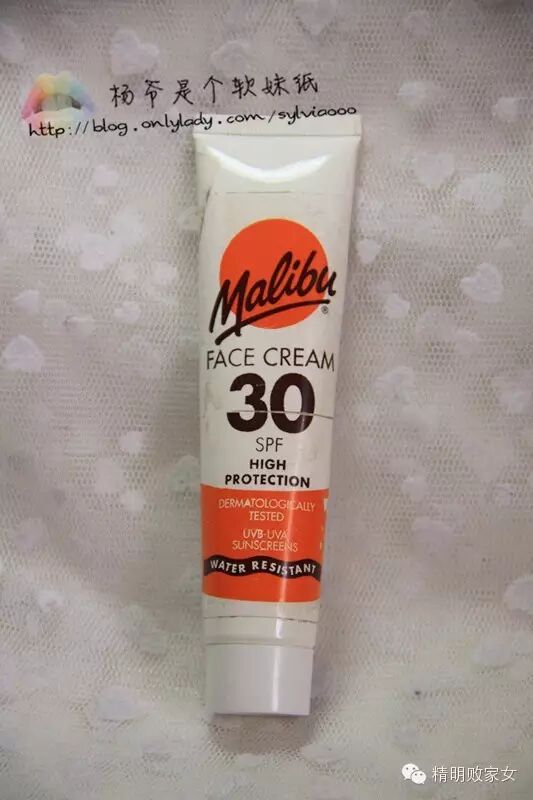 杨爷是个软妹纸
http://blog.onlylady.com/sylviaooo
Malibu®
FACE CREAM
30
SPF
HIGH
PROTECTION
DERMATOLOGICALLY
TESTED
UVB-UVA
SUNSCREENS
WATER RESISTANT
精明败家女